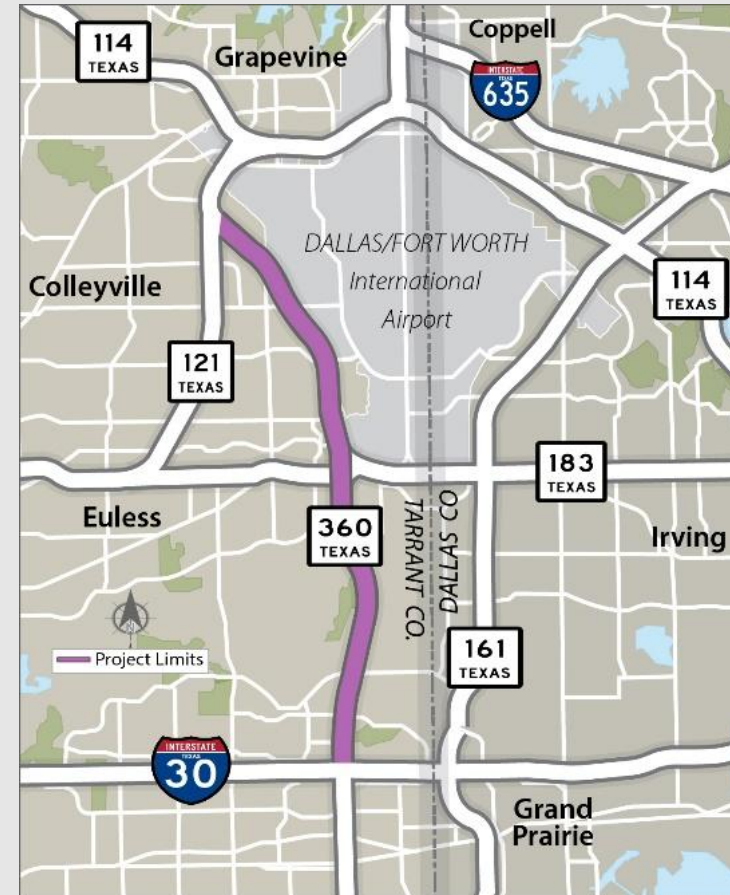 114
TEXAS
Grapevine
Coppell
INTERSTATE
TEXAS
635
DALLAS/FORT WORTH
International
Airport
Colleyville
114
TEXAS
121
TEXAS
183
TEXAS
Euless
360
TEXAS
TARRANT CO.
DALLAS CO
Irving
N
Project Limits
161
TEXAS
INTERSTATE
TEXAS
30
Grand
Prairie